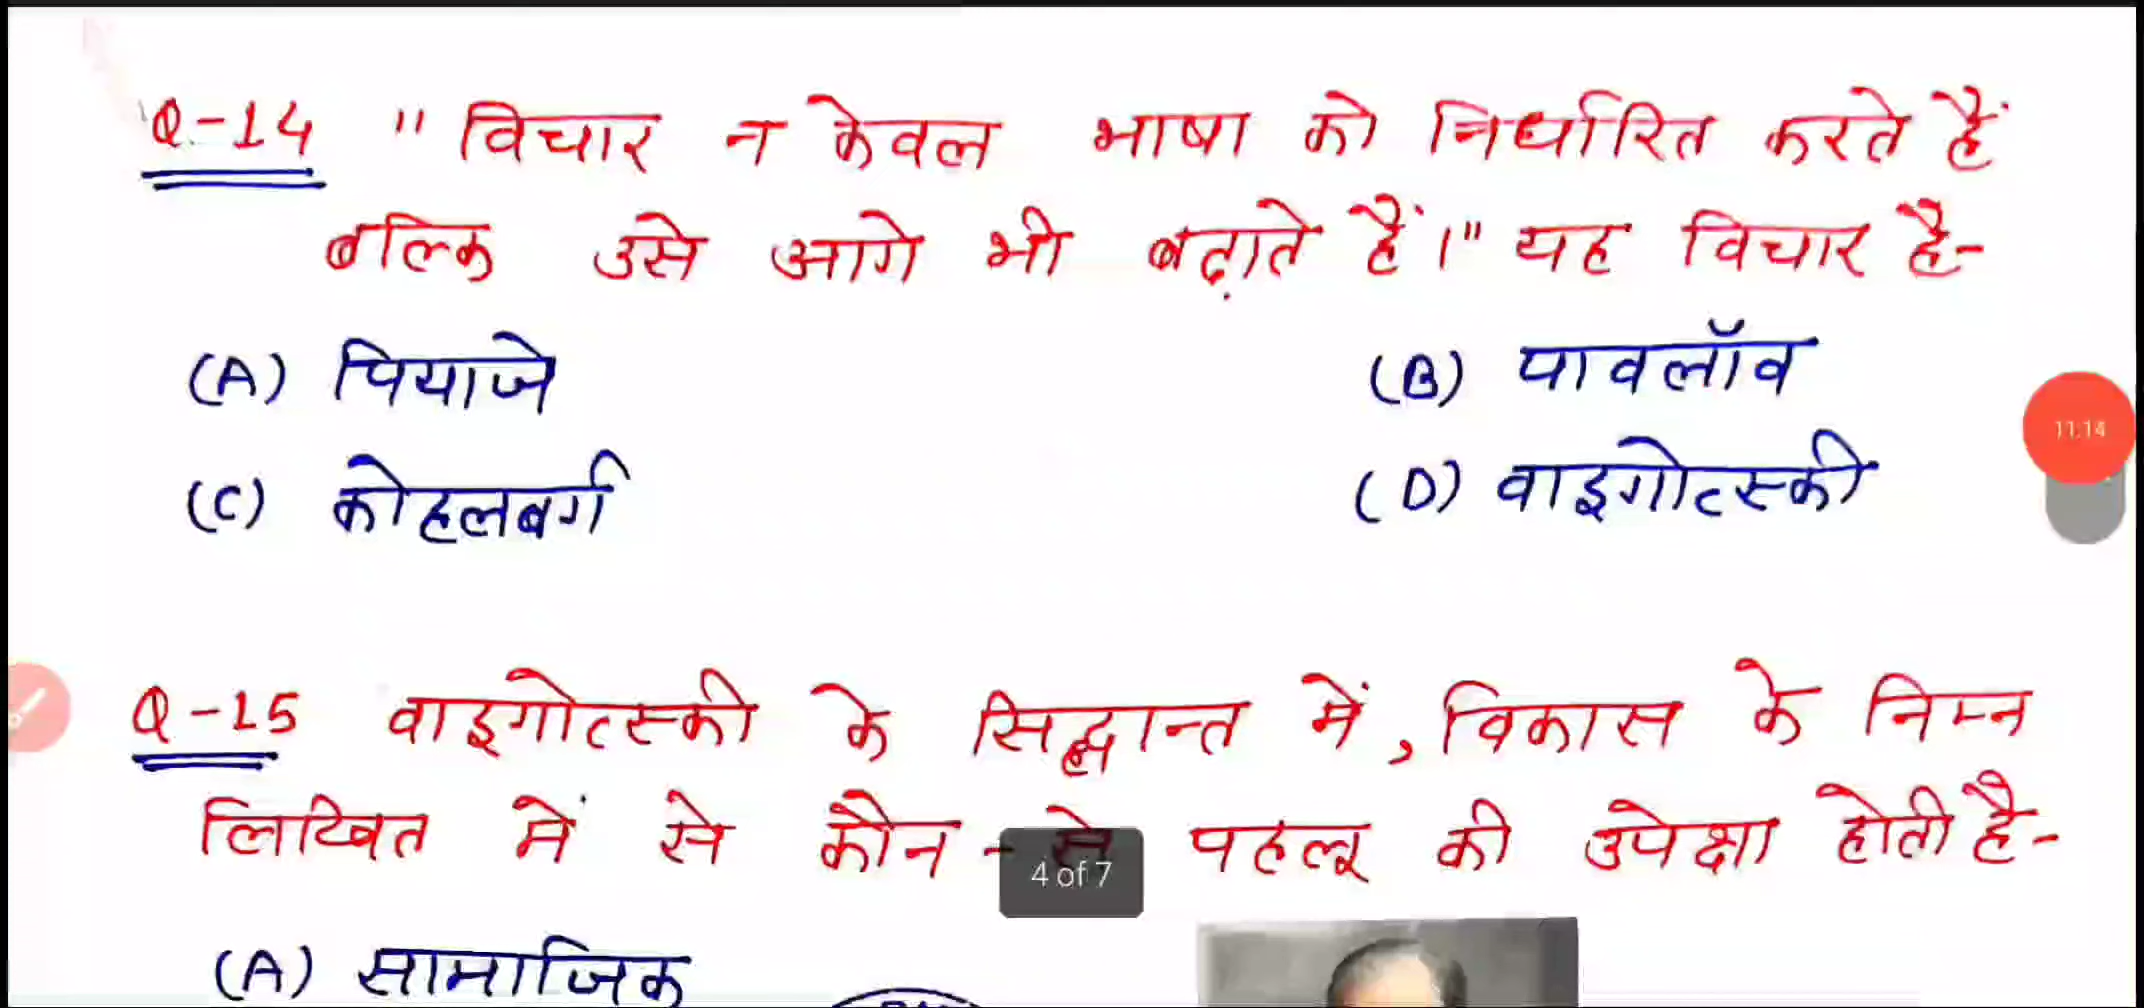 Q-14 "विचार न केवल भाषा को निर्धारित करते हैं
बल्कि उसे आगे भी बढ़ाते हैं।" यह विचार है-
(A) पियाजे (B) पावलॉव
11:14
(C) कोहलबर्ग (D) वाइगोत्स्की
Q-15 वाइगोत्स्की के सिद्धान्त में, विकास के निम्न
लिखित में से कौन-से पहलू की उपेक्षा होती है-
4 of 7
(A) सामाजिक